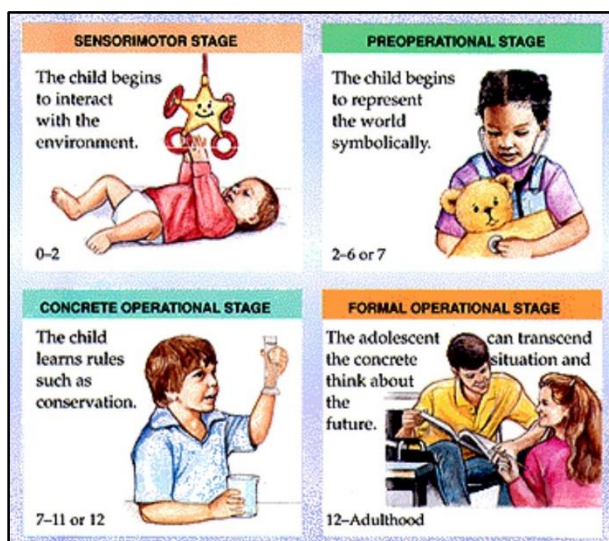 SENSORIMOTOR STAGE
The child begins
to interact
with the
environment.
0–2
PREOPERATIONAL STAGE
The child begins
to represent
the world
symbolically.
2–6 or 7
CONCRETE OPERATIONAL STAGE
The child
learns rules
such as
conservation.
7–11 or 12
FORMAL OPERATIONAL STAGE
The adolescent can transcend
the concrete situation and
think about
the
future.
12–Adulthood